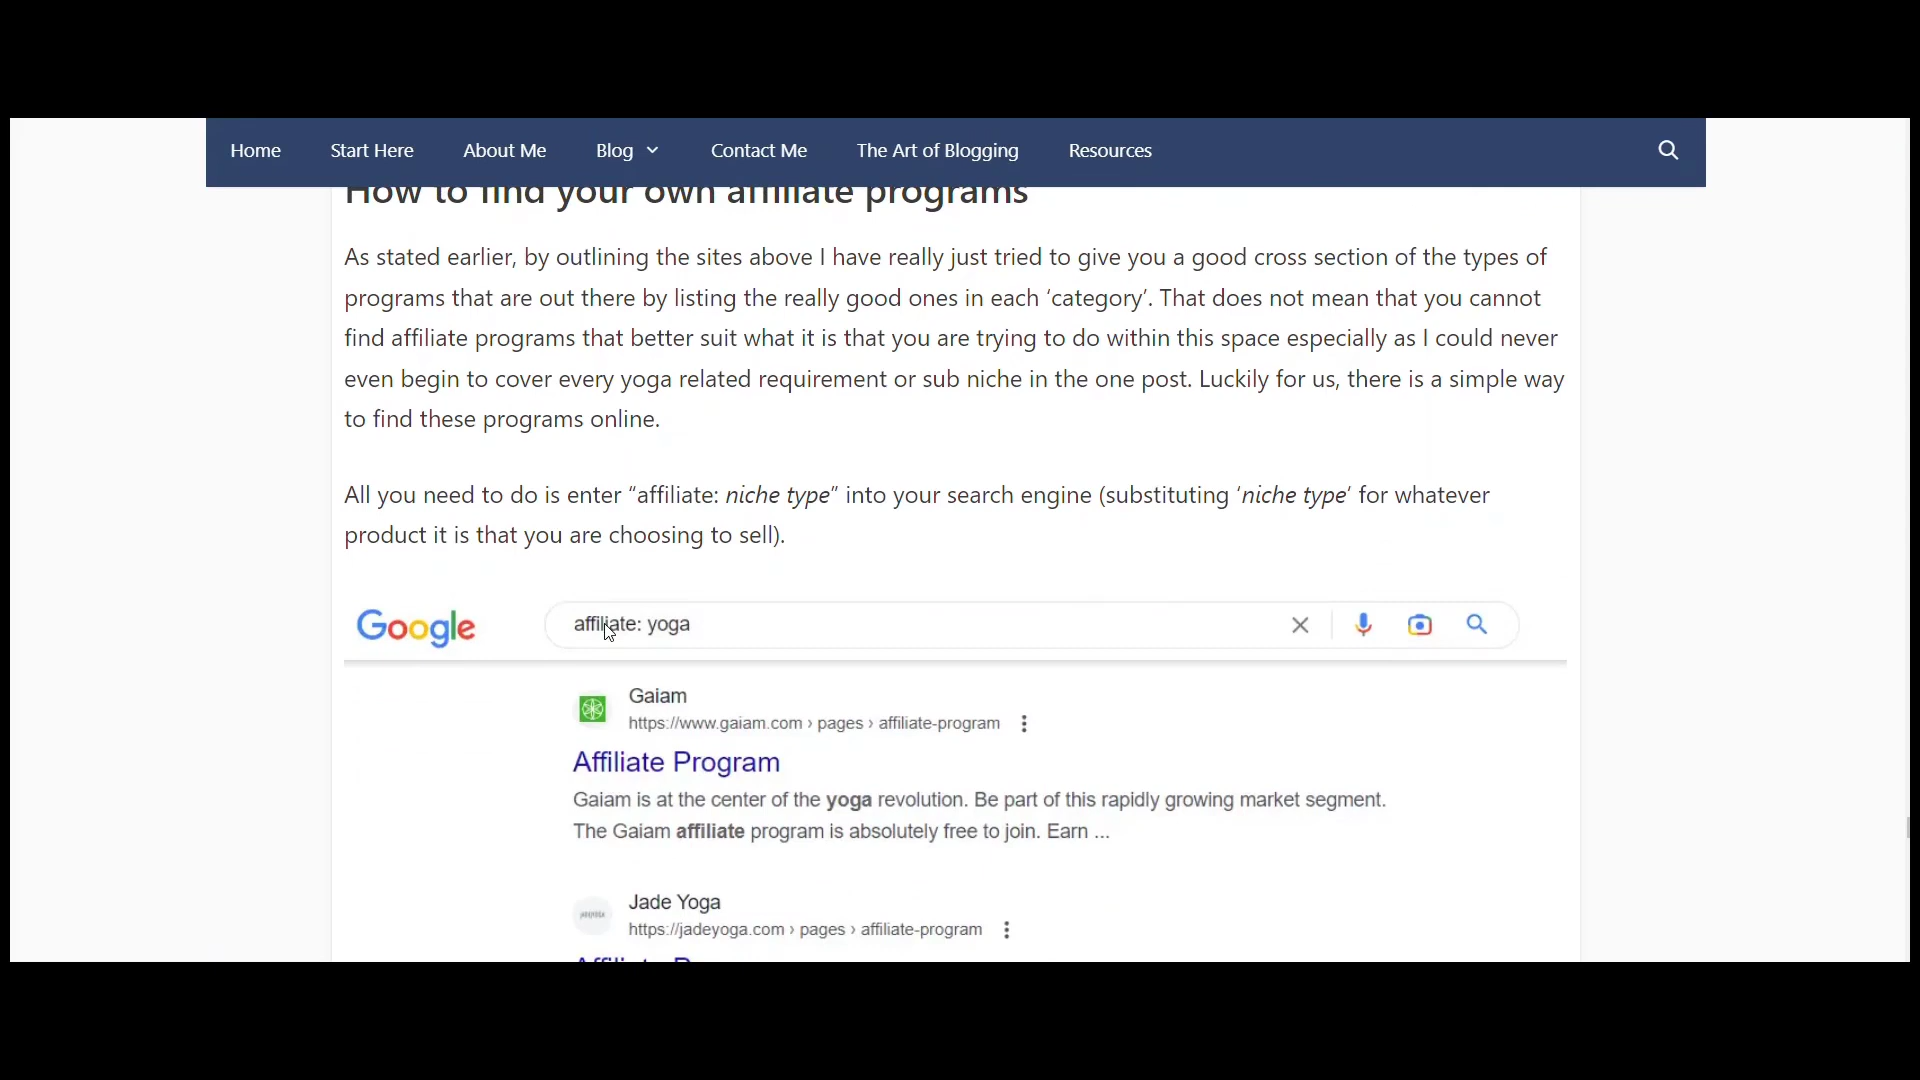 Home Start Here About Me Blog Contact Me The Art of Blogging Resources
How to find your own affiliate programs
As stated earlier, by outlining the sites above I have really just tried to give you a good cross section of the types of
programs that are out there by listing the really good ones in each ‘category’. That does not mean that you cannot
find affiliate programs that better suit what it is that you are trying to do within this space especially as I could never
even begin to cover every yoga related requirement or sub niche in the one post. Luckily for us, there is a simple way
to find these programs online.
All you need to do is enter “affiliate: niche type” into your search engine (substituting ‘niche type’ for whatever
product it is that you are choosing to sell).
Google affiliate: yoga
Gaiam
https://www.gaiam.com › pages › affiliate-program
Affiliate Program
Gaiam is at the center of the yoga revolution. Be part of this rapidly growing market segment.
The Gaiam affiliate program is absolutely free to join. Earn ...
Jade Yoga
https://jadeyoga.com › pages › affiliate-program